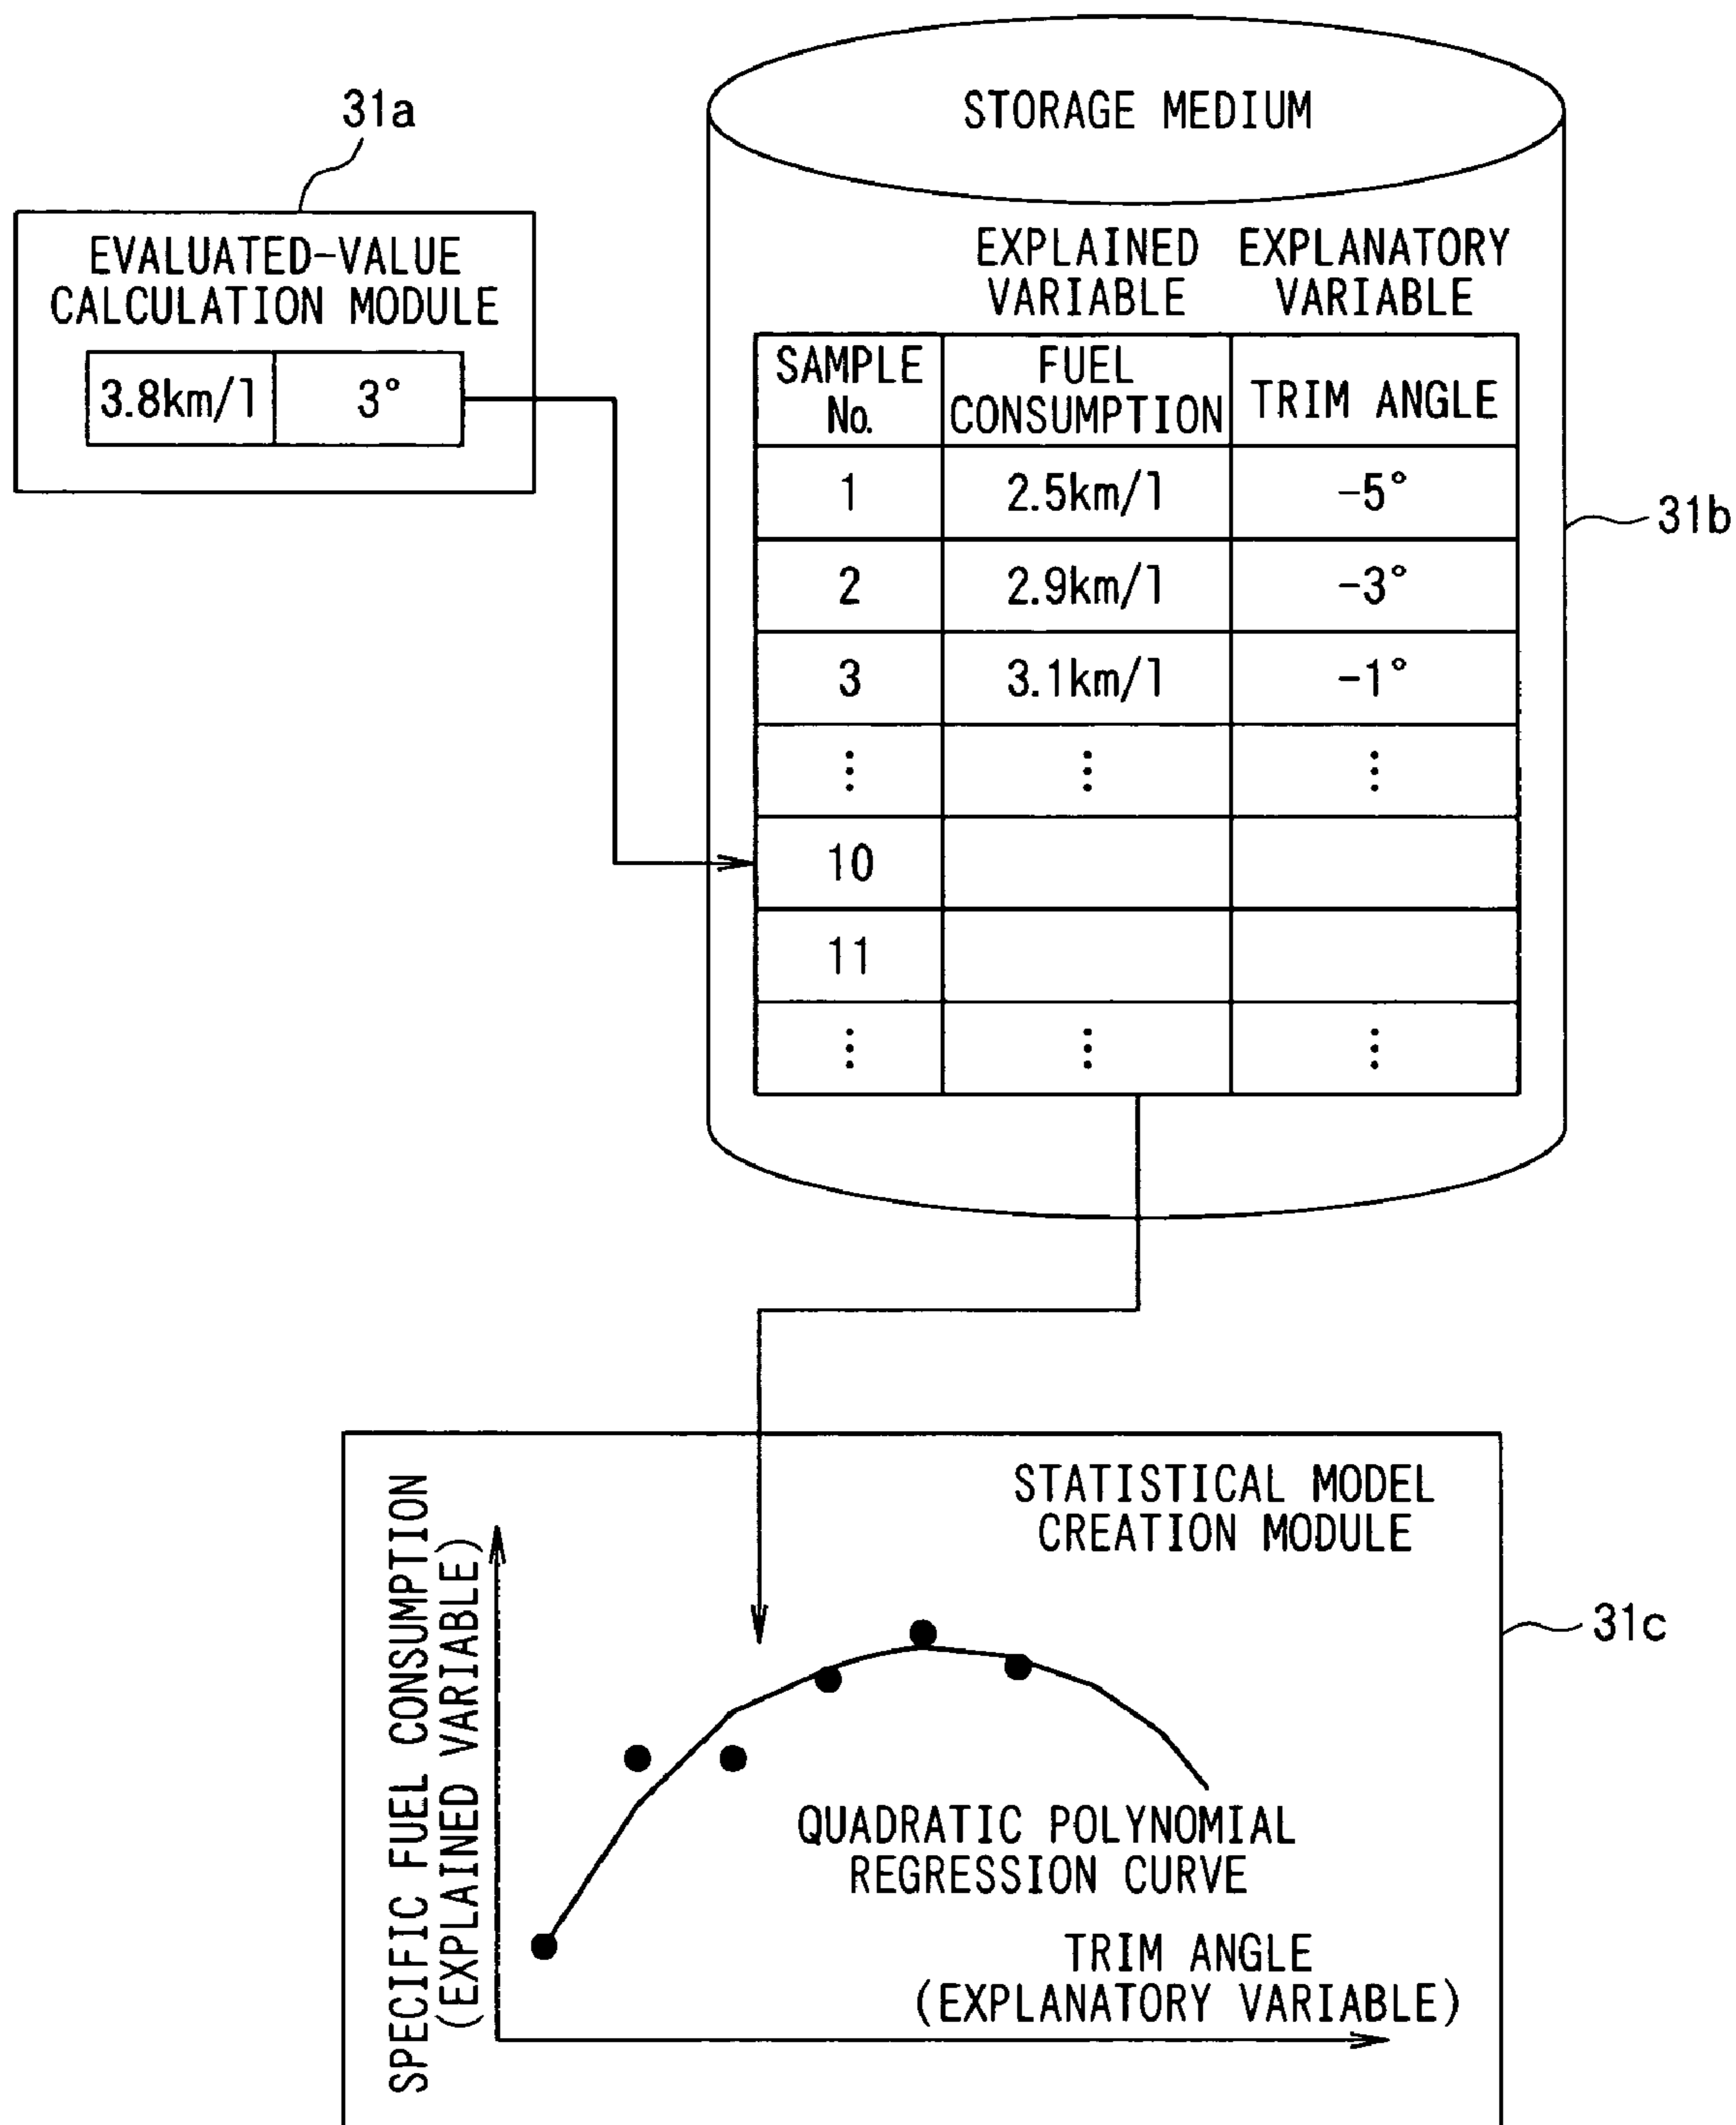 31a
EVALUATED-VALUE
CALCULATION MODULE
3.8km/l 3°
STORAGE MEDIUM
EXPLAINED EXPLANATORY
VARIABLE VARIABLE
SAMPLE No. FUEL CONSUMPTION TRIM ANGLE
1 2.5km/l -5°
2 2.9km/l -3°
3 3.1km/l -1°
⋮ ⋮ ⋮
10
11
⋮ ⋮ ⋮
31b
STATISTICAL MODEL
CREATION MODULE
SPECIFIC FUEL CONSUMPTION
(EXPLAINED VARIABLE)
QUADRATIC POLYNOMIAL
REGRESSION CURVE
TRIM ANGLE
(EXPLANATORY VARIABLE)
31c